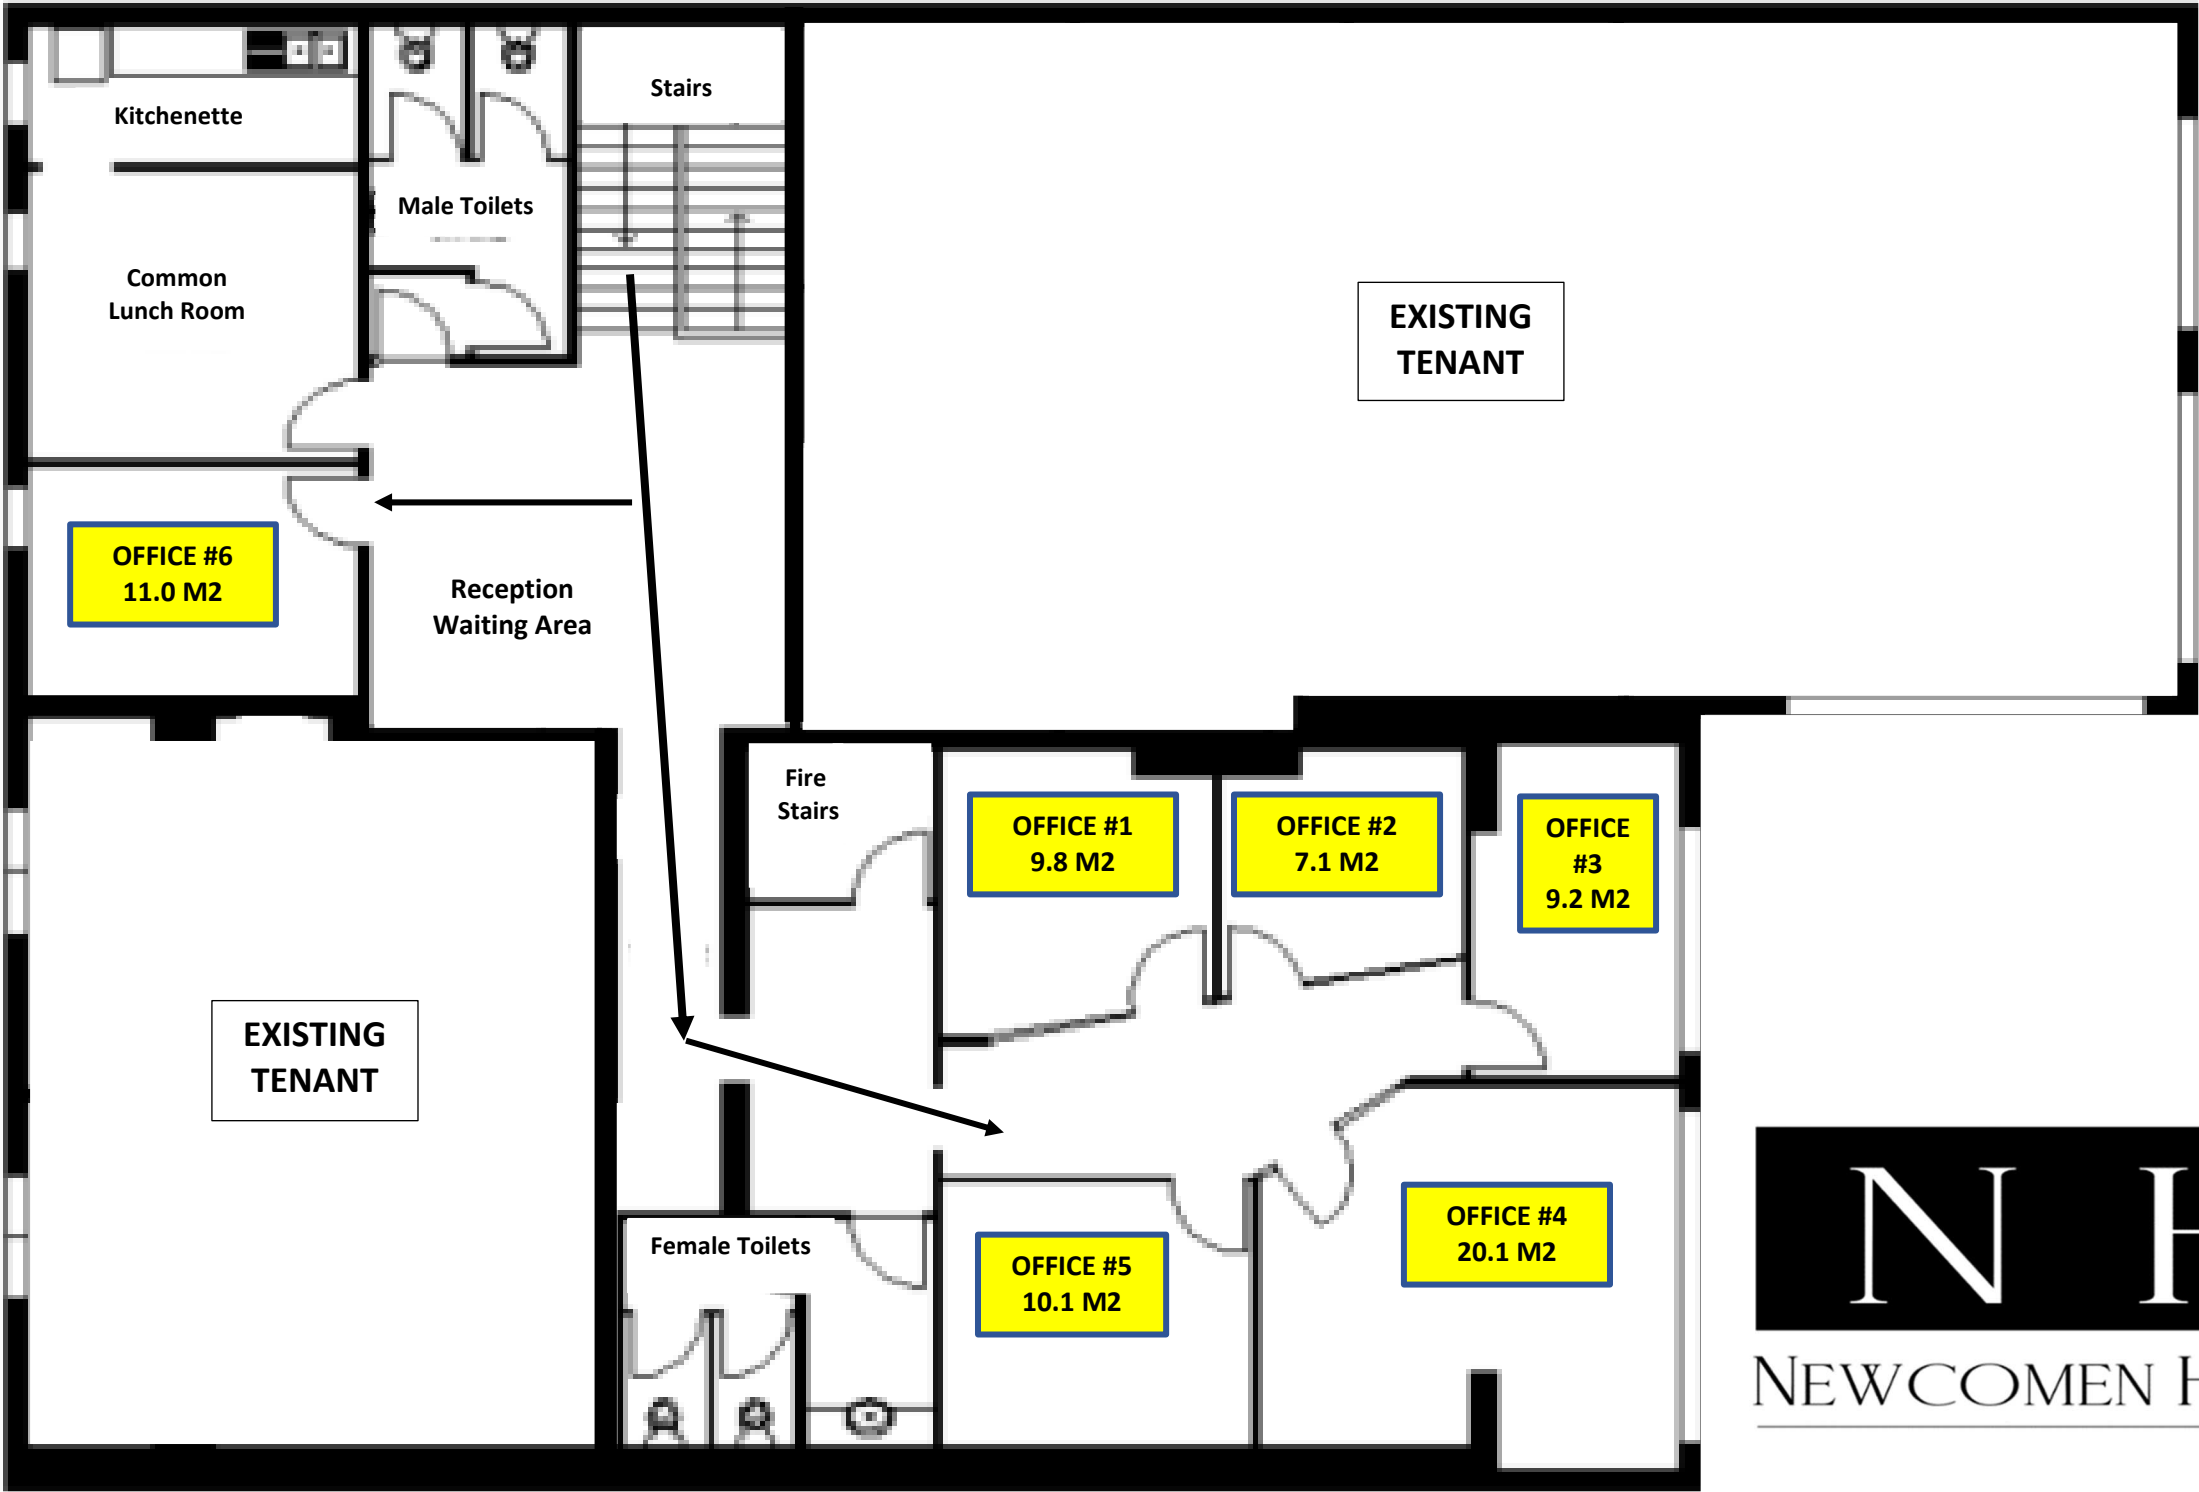 Stairs
Kitchenette
Male Toilets
Common
Lunch Room
EXISTING
TENANT
OFFICE #6
11.0 M2
Reception
Waiting Area
Fire
Stairs
OFFICE #1
9.8 M2
OFFICE #2
7.1 M2
OFFICE
#3
9.2 M2
EXISTING
TENANT
Female Toilets
OFFICE #5
10.1 M2
OFFICE #4
20.1 M2
N H
NEWCOMEN H